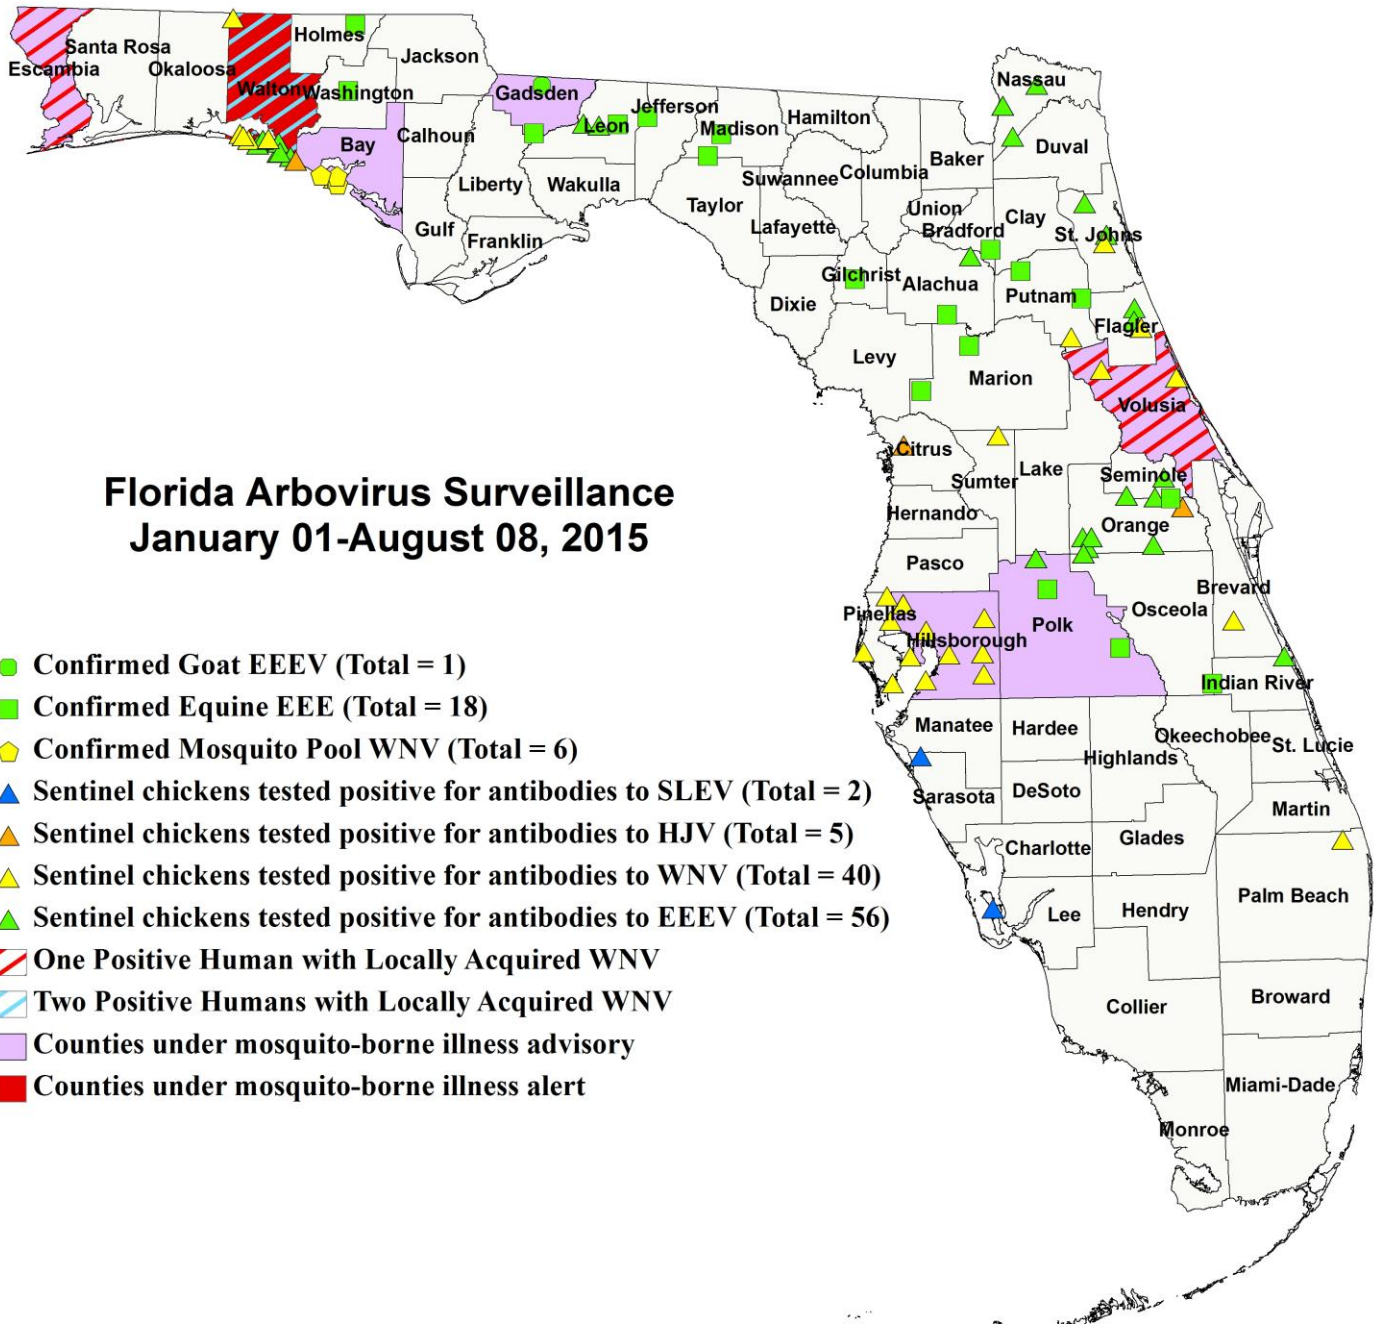 Nassau
Santa Rosa
Holmes
Jackson
Escambia
Okaloosa
Walton
Washington
Gadsden
Jefferson
Leon
Madison
Hamilton
Bay
Calhoun
Duval
Baker
Liberty
Wakulla
Suwannee
Columbia
Taylor
Union
Clay
Gulf
Franklin
Lafayette
Bradford
St. Johns
Gilchrist
Alachua
Dixie
Putnam
Flagler
Levy
Marion
Volusia
Citrus
Sumter
Lake
Seminole
Florida Arbovirus Surveillance
January 01-August 08, 2015
Hernando
Orange
Pasco
Brevard
Pinellas
Hillsborough
Polk
Osceola
Indian River
Manatee
Hardee
Okeechobee
St. Lucie
Highlands
Sarasota
DeSoto
Martin
Charlotte
Glades
Palm Beach
Lee
Hendry
Broward
Collier
Miami-Dade
Monroe
Confirmed Goat EEEV (Total = 1)
Confirmed Equine EEE (Total = 18)
Confirmed Mosquito Pool WNV (Total = 6)
Sentinel chickens tested positive for antibodies to SLEV (Total = 2)
Sentinel chickens tested positive for antibodies to HJV (Total = 5)
Sentinel chickens tested positive for antibodies to WNV (Total = 40)
Sentinel chickens tested positive for antibodies to EEEV (Total = 56)
One Positive Human with Locally Acquired WNV
Two Positive Humans with Locally Acquired WNV
Counties under mosquito-borne illness advisory
Counties under mosquito-borne illness alert